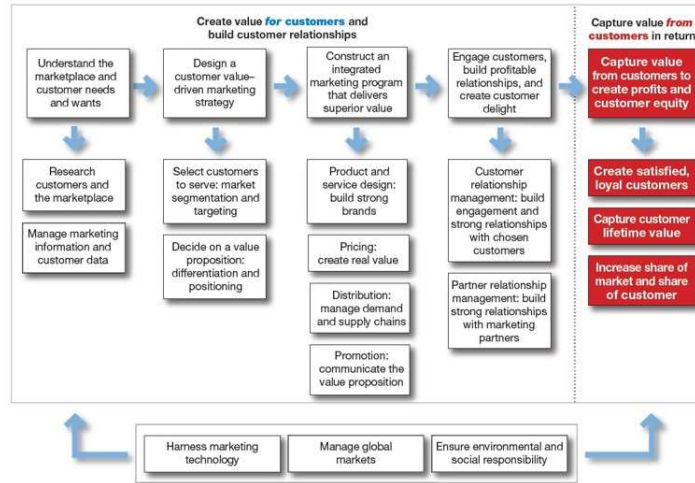 Create value for customers and
build customer relationships
Capture value from
customers in return
Understand the
marketplace and
customer needs
and wants
Design a
customer value–
driven marketing
strategy
Construct an
integrated
marketing program
that delivers
superior value
Engage customers,
build profitable
relationships, and
create customer
delight
Capture value
from customers to
create profits and
customer equity
Research
customers and
the marketplace
Manage marketing
information and
customer data
Select customers
to serve: market
segmentation and
targeting
Decide on a value
proposition:
differentiation and
positioning
Product and
service design:
build strong
brands
Pricing:
create real value
Distribution:
manage demand
and supply chains
Promotion:
communicate the
value proposition
Customer
relationship
management: build
engagement and
strong relationships
with chosen
customers
Partner relationship
management: build
strong relationships
with marketing
partners
Create satisfied,
loyal customers
Capture customer
lifetime value
Increase share of
market and share
of customer
Harness marketing
technology
Manage global
markets
Ensure environmental and
social responsibility